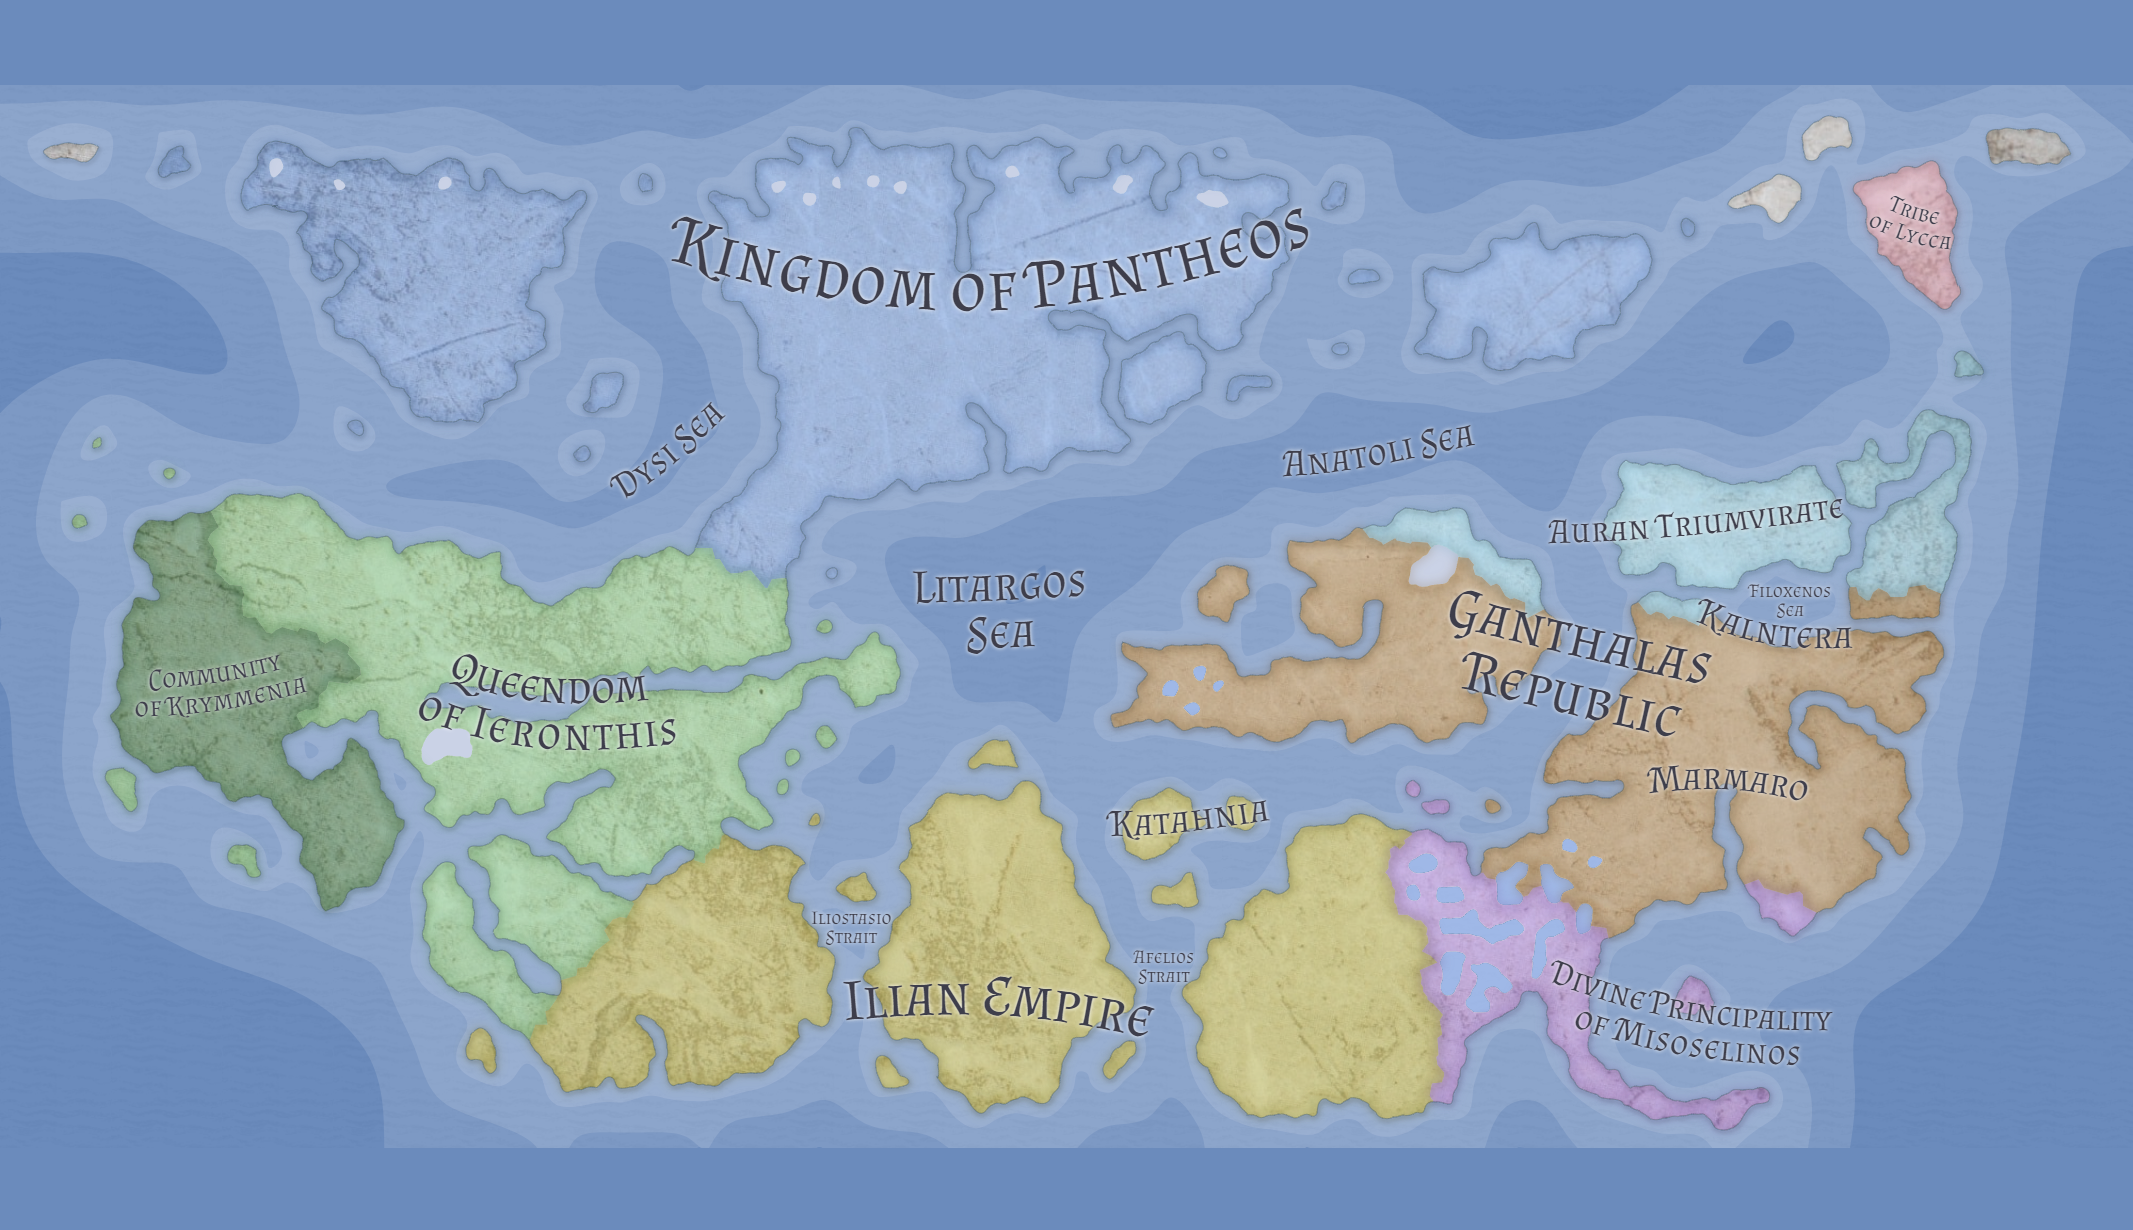 Tribe
of Lycca
Kingdom of Pantheos
Dysi Sea
Anatoli Sea
Auran Triumvirate
Litargos
Sea
Filoxenos
Sea
Kalntera
Ganthalas
Republic
Community
of Krymmenia
Queendom
of Ieronthis
Marmaro
Katahnia
Iliostasio
Strait
Afelios
Strait
Ilian Empire
Divine Principality
of Misoselinos